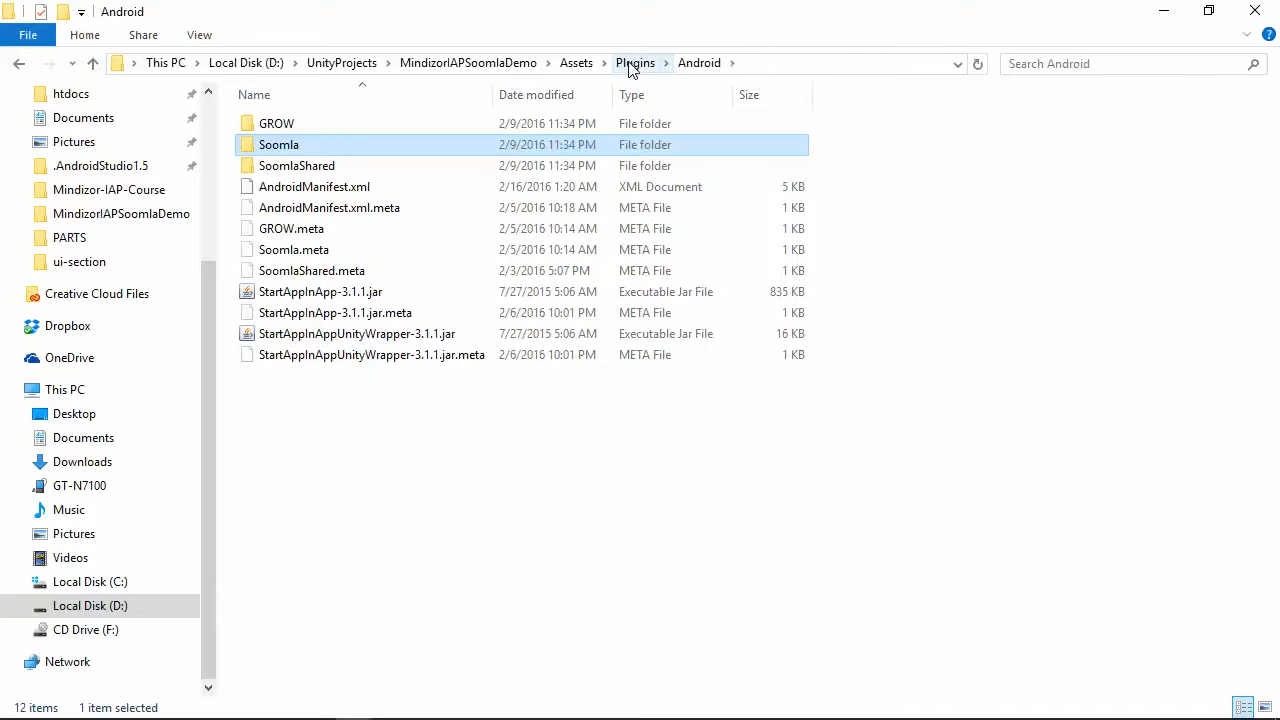 Android
File Home Share View
This PC Local Disk (D:) UnityProjects MindizorIAPSoomlaDemo Assets Plugins Android
Search Android
Name Date modified Type Size
htdocs
Documents
Pictures
.AndroidStudio1.5
Mindizor-IAP-Course
MindizorIAPSoomlaDemo
PARTS
ui-section
Creative Cloud Files
Dropbox
OneDrive
This PC
Desktop
Documents
Downloads
GT-N7100
Music
Pictures
Videos
Local Disk (C:)
Local Disk (D:)
CD Drive (F:)
Network
GROW 2/9/2016 11:34 PM File folder
Soomla 2/9/2016 11:34 PM File folder
SoomlaShared 2/9/2016 11:34 PM File folder
AndroidManifest.xml 2/16/2016 1:20 AM XML Document 5 KB
AndroidManifest.xml.meta 2/5/2016 10:18 AM META File 1 KB
GROW.meta 2/5/2016 10:14 AM META File 1 KB
Soomla.meta 2/5/2016 10:14 AM META File 1 KB
SoomlaShared.meta 2/3/2016 5:07 PM META File 1 KB
StartAppInApp-3.1.1.jar 7/27/2015 5:06 AM Executable Jar File 835 KB
StartAppInApp-3.1.1.jar.meta 2/6/2016 10:01 PM META File 1 KB
StartAppInAppUnityWrapper-3.1.1.jar 7/27/2015 5:06 AM Executable Jar File 16 KB
StartAppInAppUnityWrapper-3.1.1.jar.meta 2/6/2016 10:01 PM META File 1 KB
12 items 1 item selected